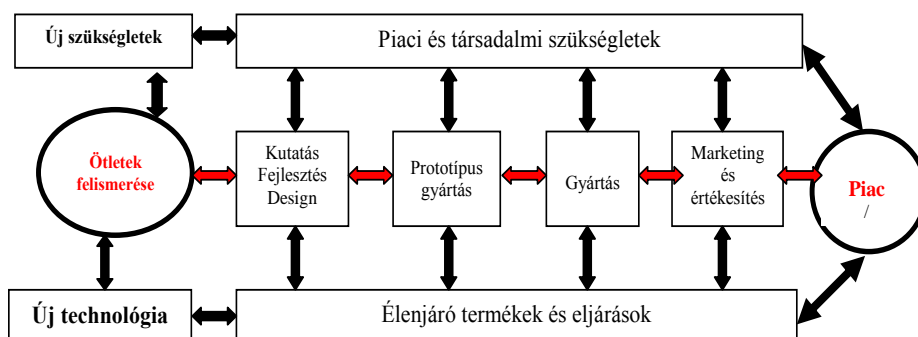 Új szükségletek
Piaci és társadalmi szükségletek
Ötletek
felismerése
Kutatás
Fejlesztés
Design
Prototípus
gyártás
Gyártás
Marketing
és
értékesítés
Piac
/
Új technológia
Élenjáró termékek és eljárások